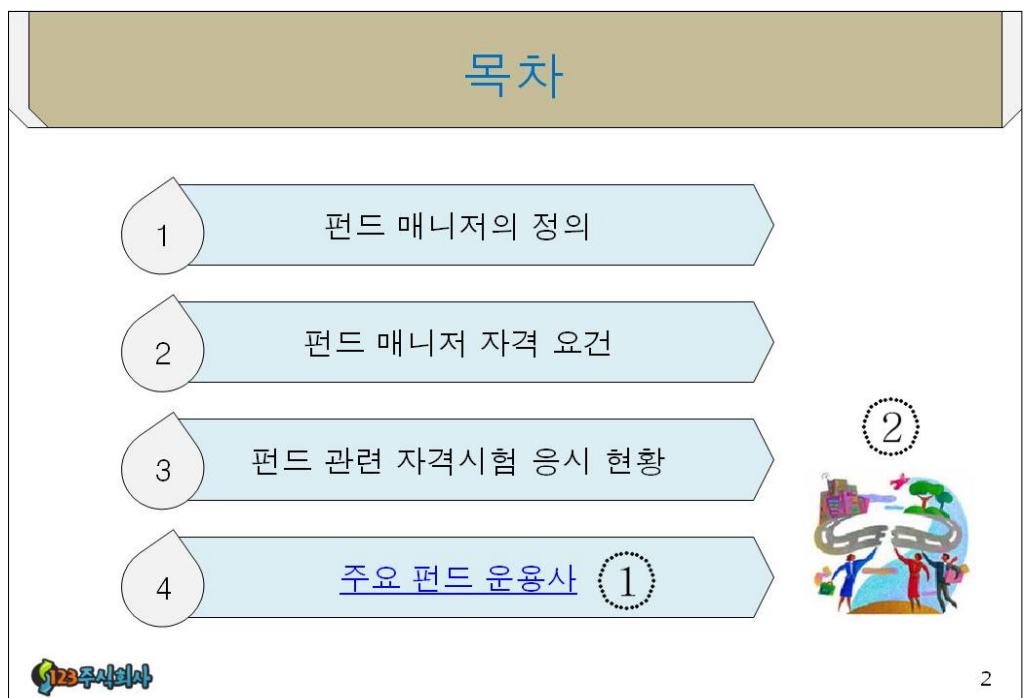 목차
1 펀드 매니저의 정의
2 펀드 매니저 자격 요건
3 펀드 관련 자격시험 응시 현황
②
4 주요 펀드 운용사 ①
123주식회사
2